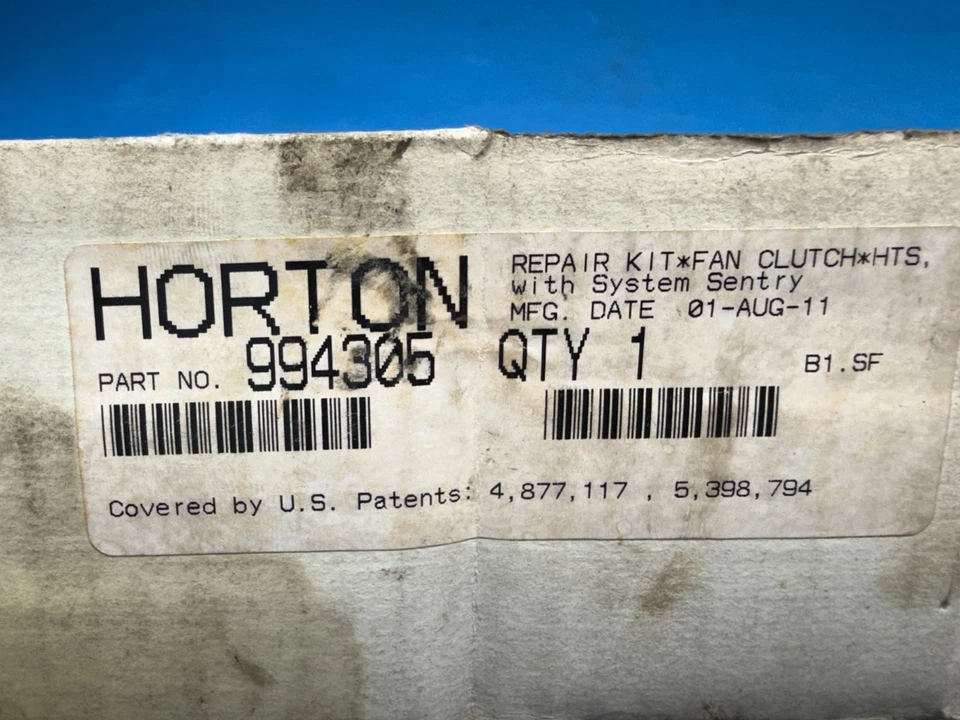 HORTON
REPAIR KIT*FAN CLUTCH*HTS,
with System Sentry
MFG. DATE 01-AUG-11
PART NO. 994305 QTY 1 B1.SF
Covered by U.S. Patents: 4,877,117 , 5,398,794